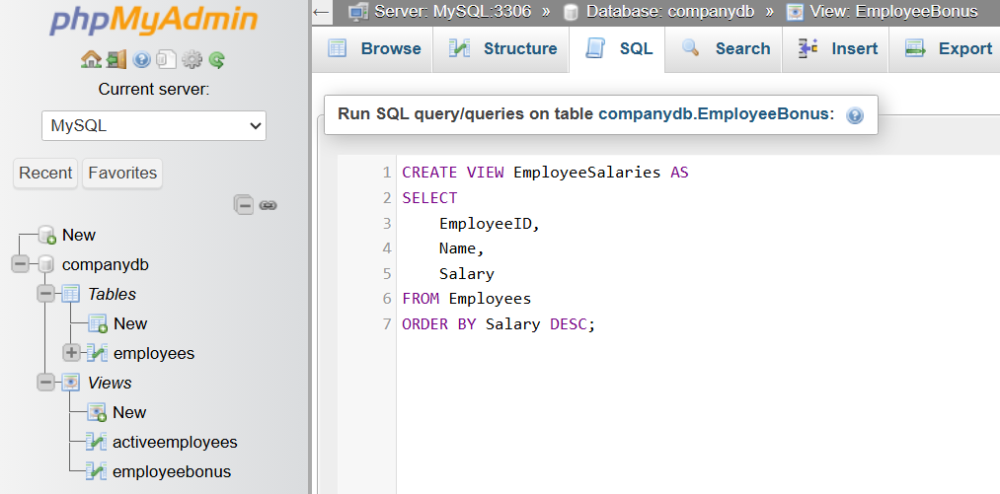 phpMyAdmin
Current server:
MySQL
Recent Favorites
New
companydb
Tables
New
employees
Views
New
activeemployees
employeebonus
← Server: MySQL:3306 » Database: companydb » View: EmployeeBonus
Browse Structure SQL Search Insert Export
Run SQL query/queries on table companydb.EmployeeBonus:
1 CREATE VIEW EmployeeSalaries AS
2 SELECT
3 EmployeeID,
4 Name,
5 Salary
6 FROM Employees
7 ORDER BY Salary DESC;